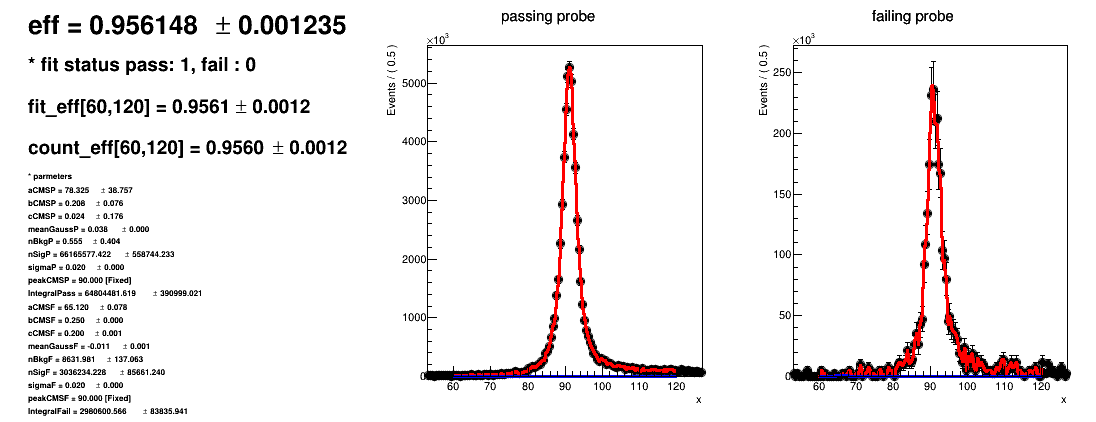 eff = 0.956148 ± 0.001235
* fit status pass: 1, fail : 0
fit_eff[60,120] = 0.9561 ± 0.0012
count_eff[60,120] = 0.9560 ± 0.0012
* parmeters
aCMSP = 78.325 ± 38.757
bCMSP = 0.208 ± 0.076
cCMSP = 0.024 ± 0.176
meanGaussP = 0.038 ± 0.000
nBkgP = 0.555 ± 0.404
nSigP = 66165577.422 ± 558744.233
sigmaP = 0.020 ± 0.000
peakCMSP = 90.000 [Fixed]
IntegralPass = 64804481.619 ± 390999.021
aCMSF = 65.120 ± 0.078
bCMSF = 0.250 ± 0.000
cCMSF = 0.200 ± 0.001
meanGaussF = -0.011 ± 0.001
nBkgF = 8631.981 ± 137.063
nSigF = 3036234.228 ± 85661.240
sigmaF = 0.020 ± 0.000
peakCMSF = 90.000 [Fixed]
IntegralFail = 2980600.566 ± 83835.941
passing probe
×10³
Events / ( 0.5 )
5000
4000
3000
2000
1000
0
60 70 80 90 100 110 120
x
failing probe
×10³
Events / ( 0.5 )
250
200
150
100
50
0
60 70 80 90 100 110 120
x